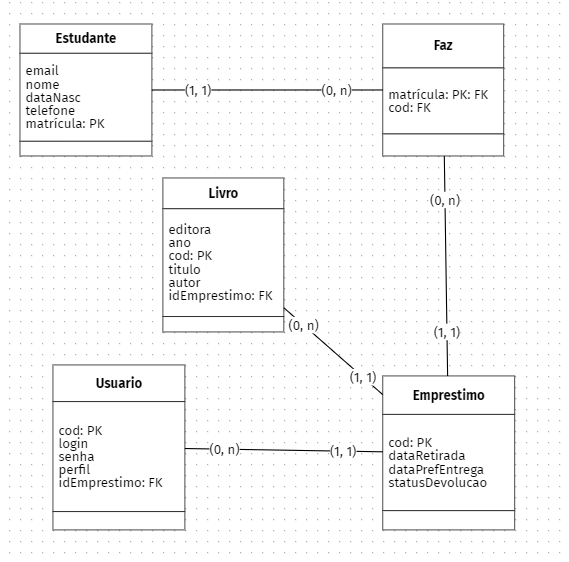 Estudante
email
nome
dataNasc
telefone
matrícula: PK
(1, 1)
(0, n)
Faz
matrícula: PK: FK
cod: FK
(0, n)
(1, 1)
Livro
editora
ano
cod: PK
titulo
autor
idEmprestimo: FK
(0, n)
(1, 1)
Usuario
cod: PK
login
senha
perfil
idEmprestimo: FK
(0, n)
(1, 1)
Emprestimo
cod: PK
dataRetirada
dataPrefEntrega
statusDevolucao